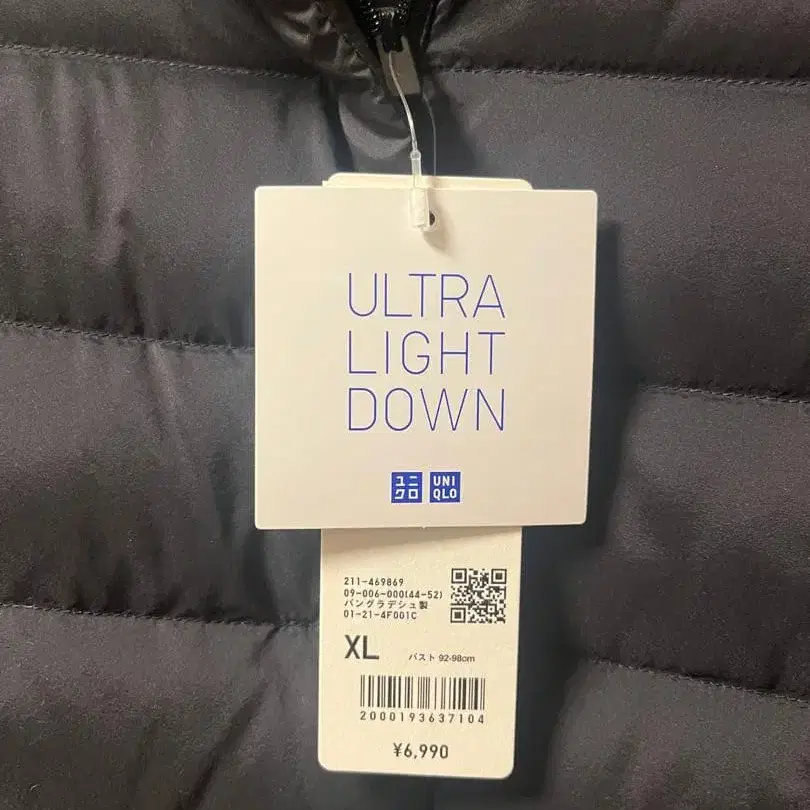 ULTRA
LIGHT
DOWN
ユニ
クロ
UNI
QLO
211-469869
09-006-000(44-52)
バングラデシュ製
01-21-4F001C
XL バスト 92-98cm
2000193637104
¥6,990